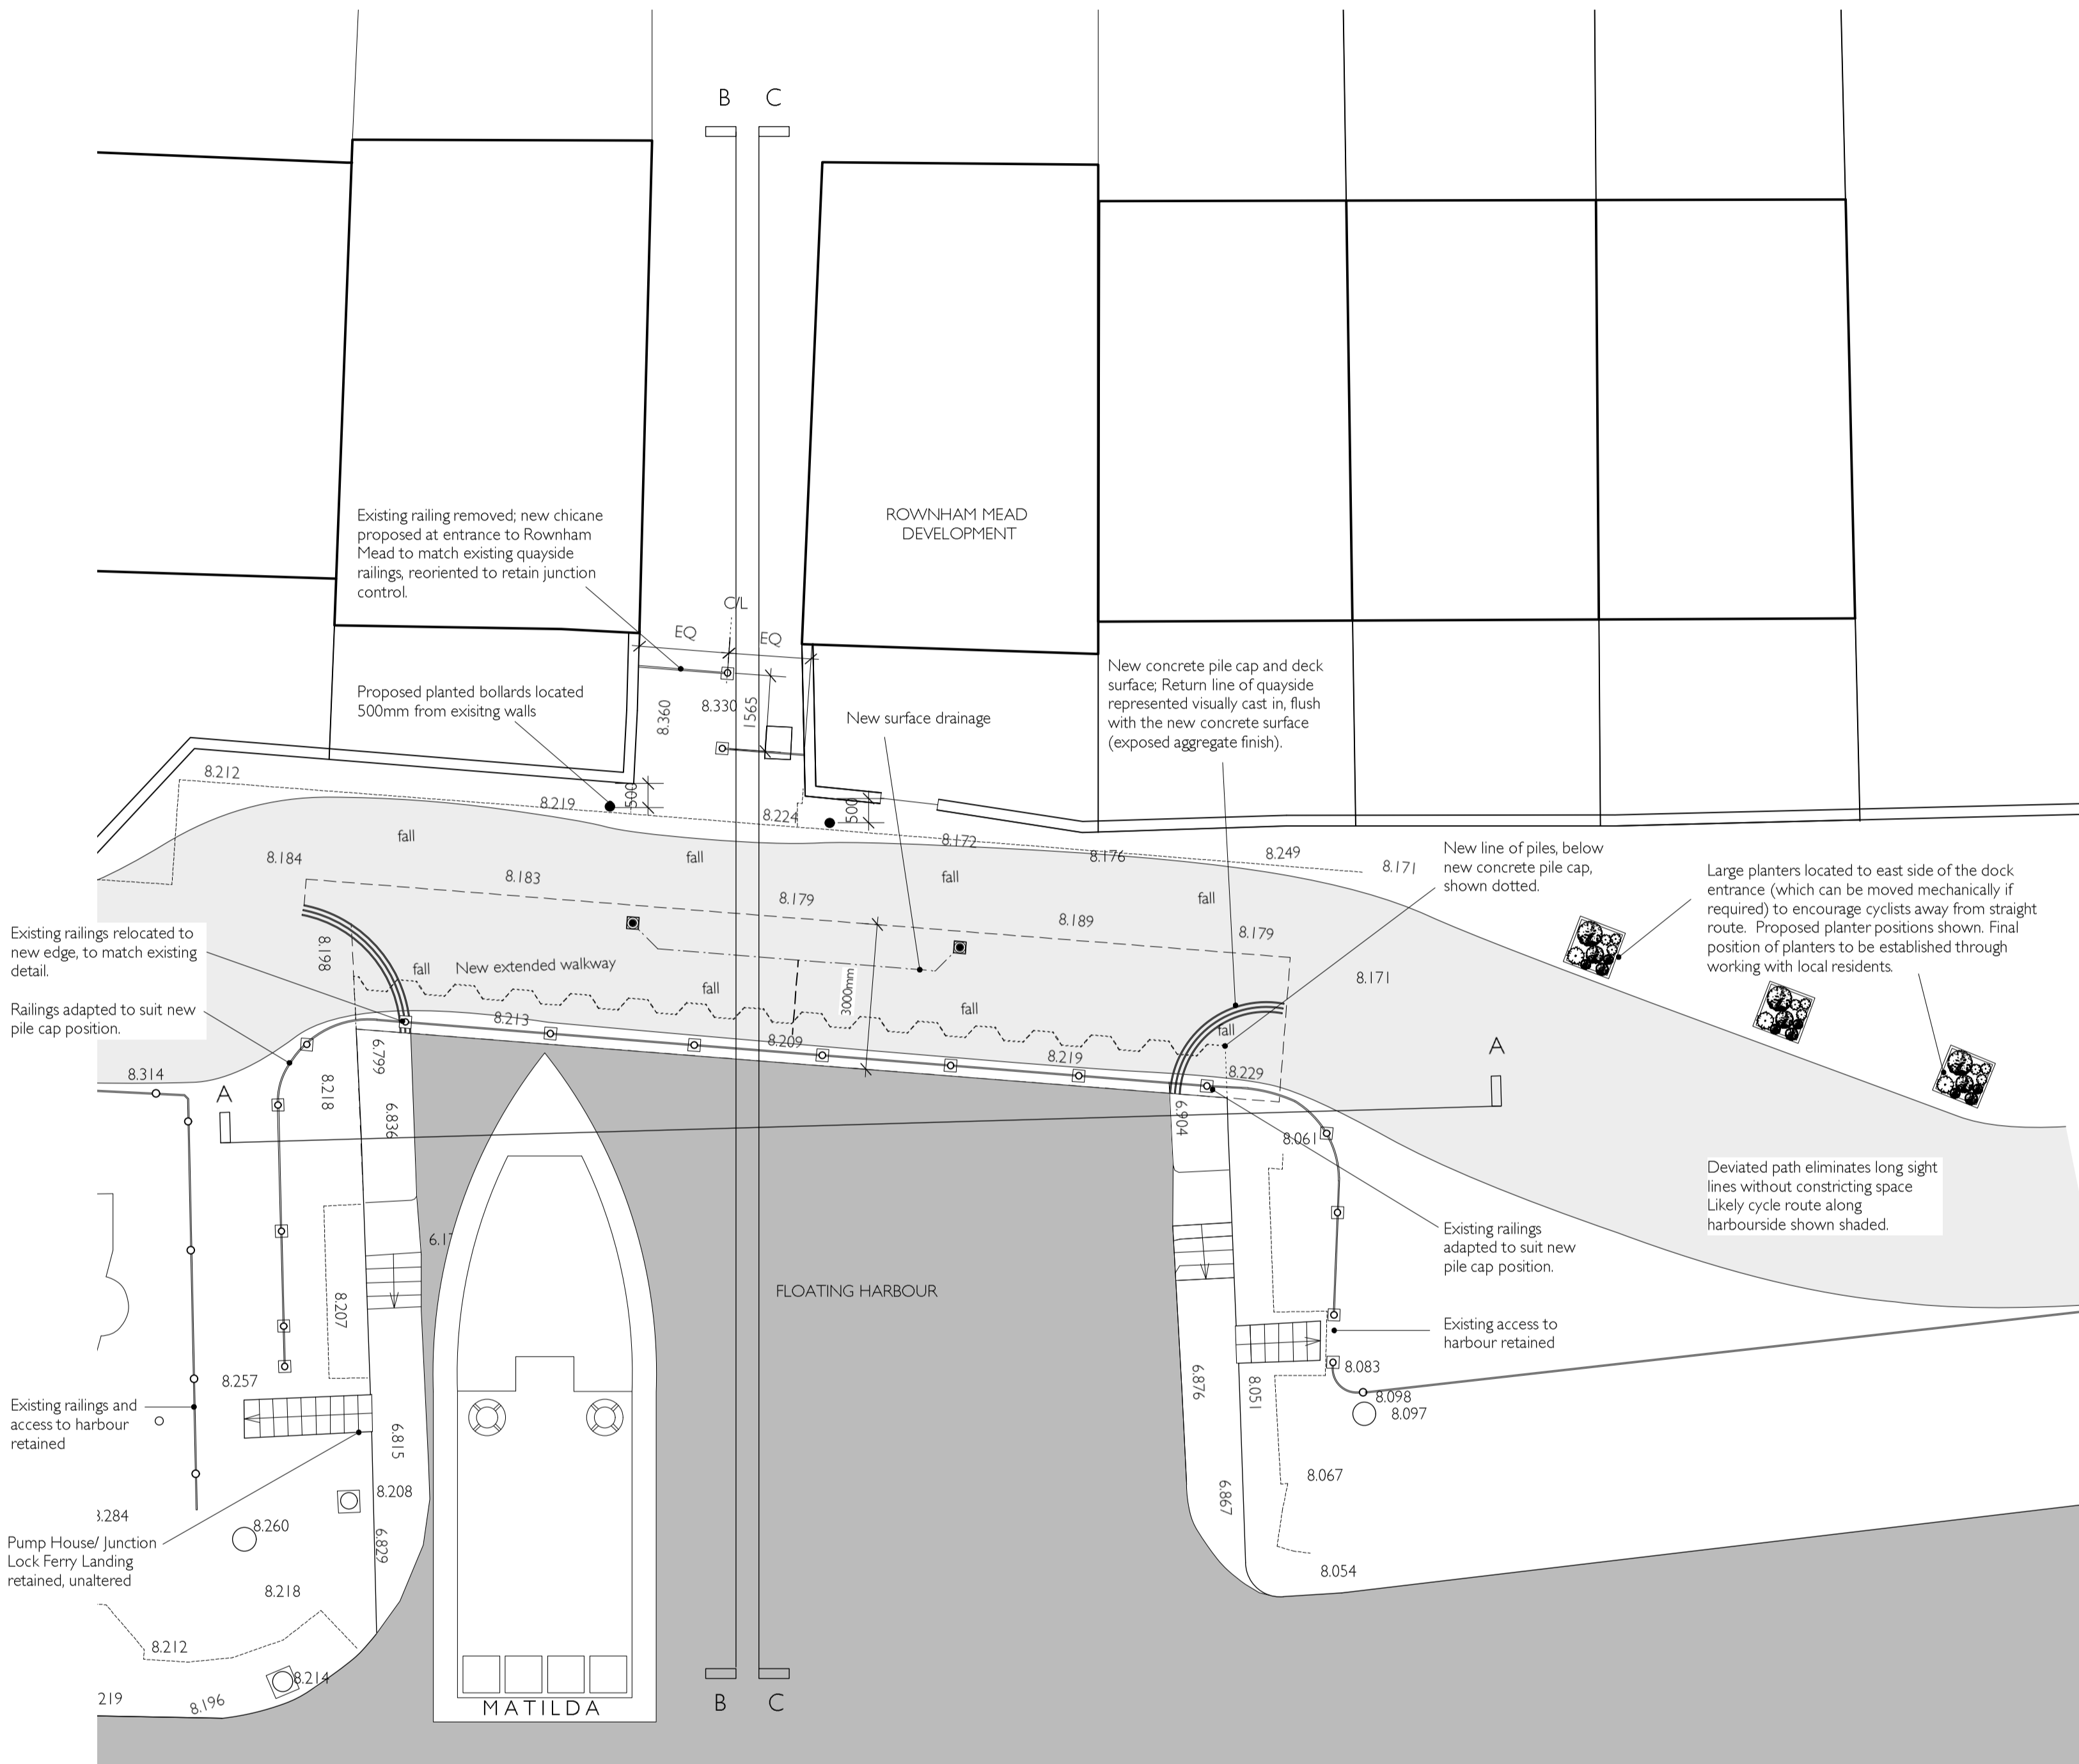 B C
Existing railing removed; new chicane
proposed at entrance to Rownham
Mead to match existing quayside
railings, reoriented to retain junction
control.
ROWNHAM MEAD
DEVELOPMENT
C/L
EQ
EQ
Proposed planted bollards located
500mm from exisitng walls
8.360
8.330
1565
New surface drainage
New concrete pile cap and deck
surface; Return line of quayside
represented visually cast in, flush
with the new concrete surface
(exposed aggregate finish).
8.212
8.219
500
8.224
500
8.172
8.176
8.249
8.171
fall
8.184
fall
8.183
fall
8.179
fall
8.189
8.179
8.171
New line of piles, below
new concrete pile cap,
shown dotted.
Large planters located to east side of the dock
entrance (which can be moved mechanically if
required) to encourage cyclists away from straight
route. Proposed planter positions shown. Final
position of planters to be established through
working with local residents.
Existing railings relocated to
new edge, to match existing
detail.
Railings adapted to suit new
pile cap position.
8.198
fall
New extended walkway
fall
3000mm
fall
fall
8.213
8.209
8.219
8.229
8.314
A
A
6.799
8.218
6.836
6.904
8.061
Deviated path eliminates long sight
lines without constricting space
Likely cycle route along
harbourside shown shaded.
6.17
Existing railings
adapted to suit new
pile cap position.
FLOATING HARBOUR
8.207
Existing access to
harbour retained
8.257
8.083
8.098
8.097
6.876
8.051
Existing railings and
access to harbour
retained
6.815
8.208
8.067
6.867
8.284
8.260
6.829
Pump House/ Junction
Lock Ferry Landing
retained, unaltered
8.218
8.054
8.212
8.214
219
8.196
MATILDA
B C